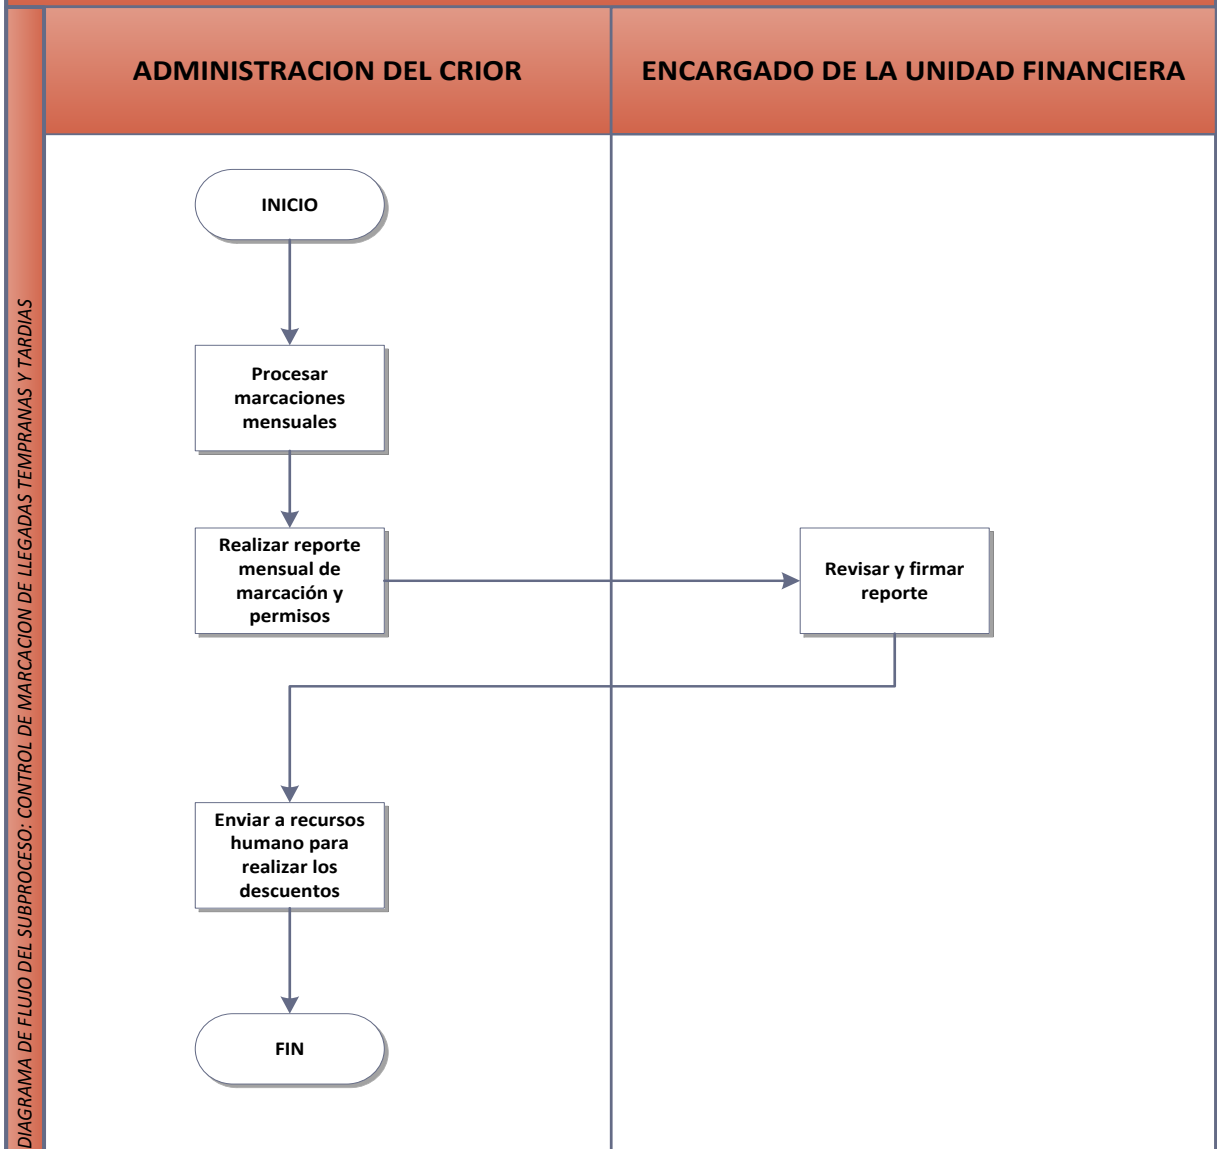 ADMINISTRACION DEL CRIOR
ENCARGADO DE LA UNIDAD FINANCIERA
DIAGRAMA DE FLUJO DEL SUBPROCESO: CONTROL DE MARCACION DE LLEGADAS TEMPRANAS Y TARDIAS
INICIO
Procesar
marcaciones
mensuales
Realizar reporte
mensual de
marcación y
permisos
Revisar y firmar
reporte
Enviar a recursos
humano para
realizar los
descuentos
FIN